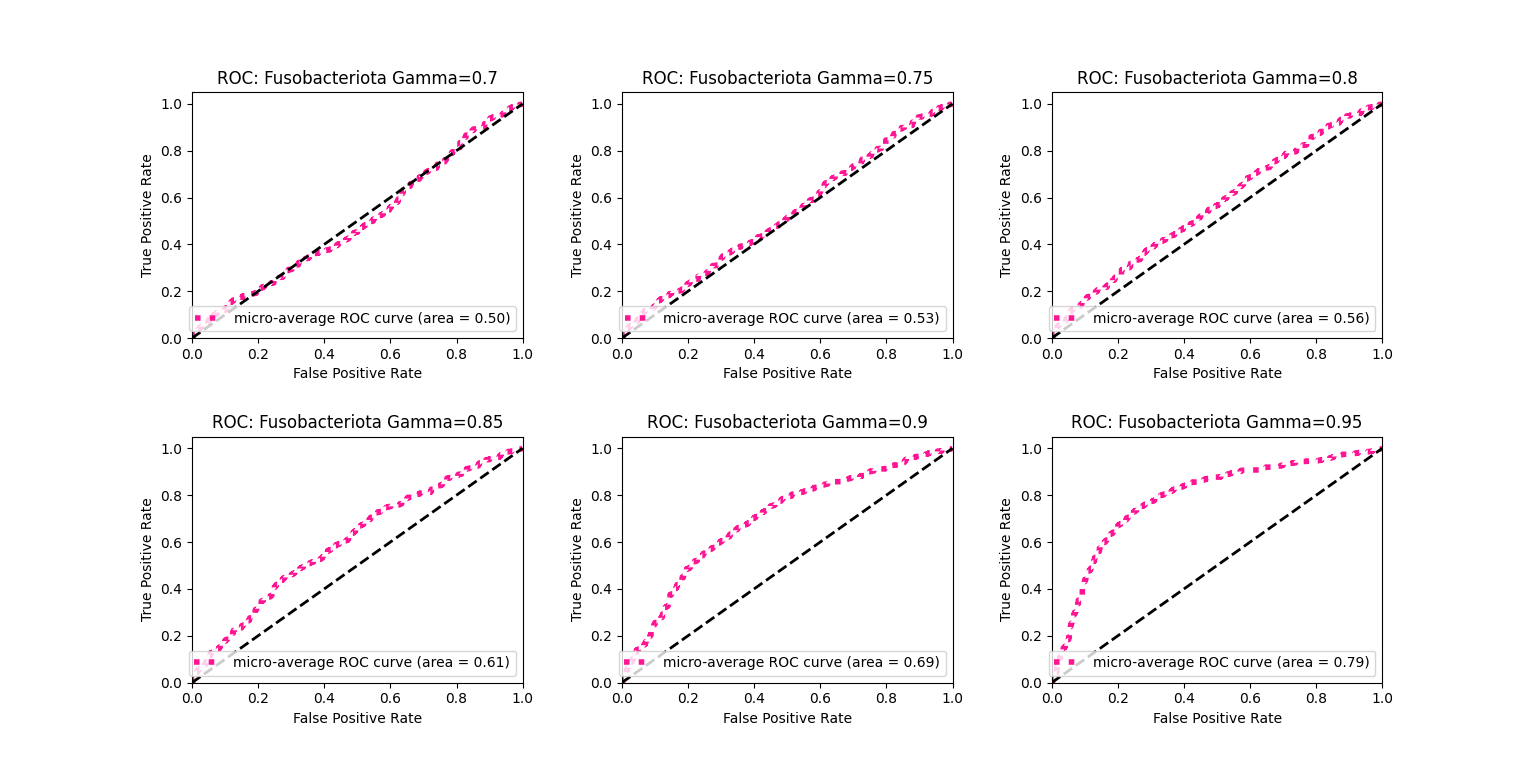 ROC: Fusobacteriota Gamma=0.7
True Positive Rate
1.0
0.8
0.6
0.4
0.2
0.0
micro-average ROC curve (area = 0.50)
0.0 0.2 0.4 0.6 0.8 1.0
False Positive Rate
ROC: Fusobacteriota Gamma=0.75
True Positive Rate
1.0
0.8
0.6
0.4
0.2
0.0
micro-average ROC curve (area = 0.53)
0.0 0.2 0.4 0.6 0.8 1.0
False Positive Rate
ROC: Fusobacteriota Gamma=0.8
True Positive Rate
1.0
0.8
0.6
0.4
0.2
0.0
micro-average ROC curve (area = 0.56)
0.0 0.2 0.4 0.6 0.8 1.0
False Positive Rate
ROC: Fusobacteriota Gamma=0.85
True Positive Rate
1.0
0.8
0.6
0.4
0.2
0.0
micro-average ROC curve (area = 0.61)
0.0 0.2 0.4 0.6 0.8 1.0
False Positive Rate
ROC: Fusobacteriota Gamma=0.9
True Positive Rate
1.0
0.8
0.6
0.4
0.2
0.0
micro-average ROC curve (area = 0.69)
0.0 0.2 0.4 0.6 0.8 1.0
False Positive Rate
ROC: Fusobacteriota Gamma=0.95
True Positive Rate
1.0
0.8
0.6
0.4
0.2
0.0
micro-average ROC curve (area = 0.79)
0.0 0.2 0.4 0.6 0.8 1.0
False Positive Rate